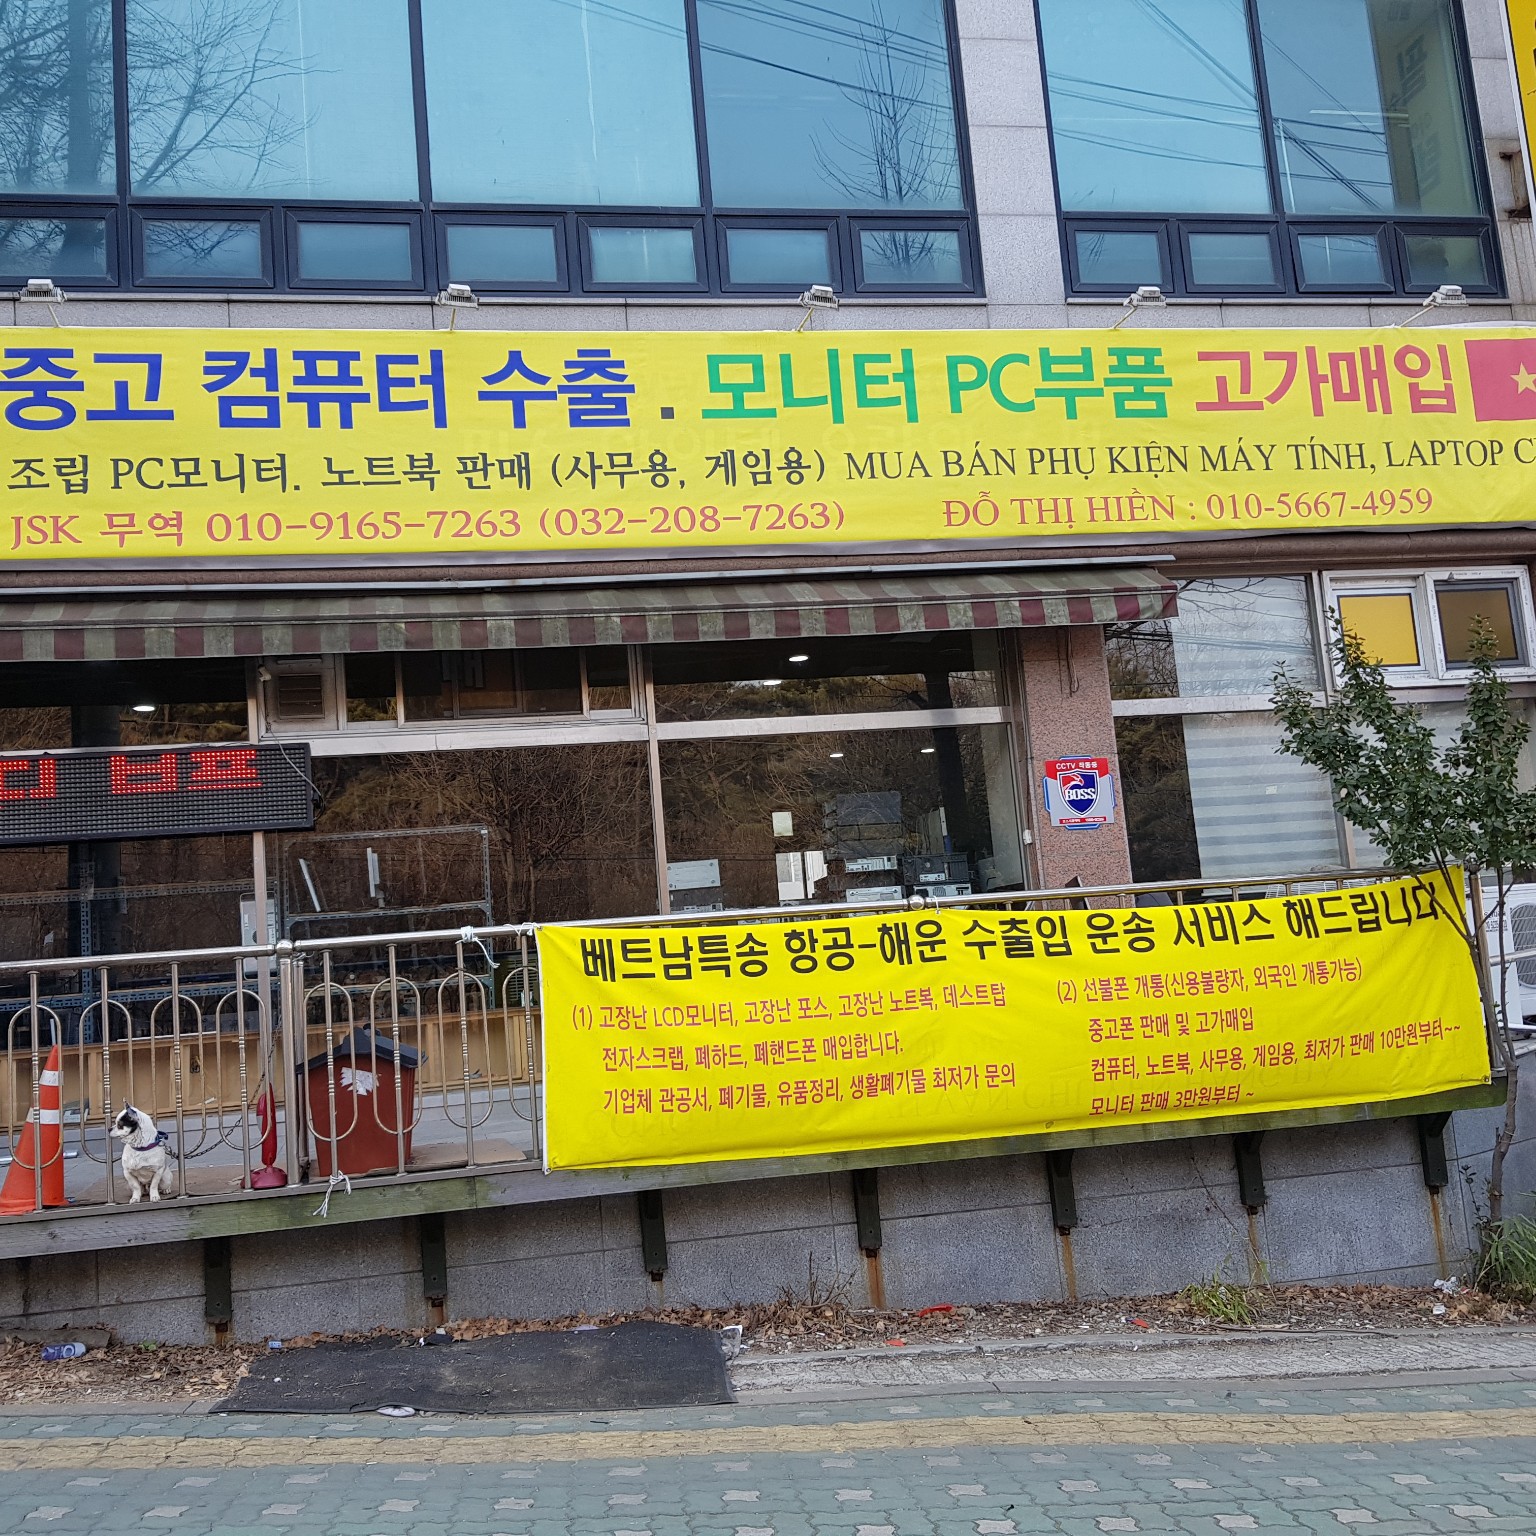 중고 컴퓨터 수출 . 모니터 PC부품 고가매입
조립 PC모니터. 노트북 판매 (사무용, 게임용) MUA BÁN PHỤ KIỆN MÁY TÍNH, LAPTOP
JSK 무역 010-9165-7263 (032-208-7263) ĐỖ THỊ HIỀN : 010-5667-4959
CCTV 작동중
BOSS
베트남특송 항공-해운 수출입 운송 서비스 해드립니다
(1) 고장난 LCD모니터, 고장난 포스, 고장난 노트복, 데스트탑
전자스크랩, 폐하드, 폐핸드폰 매입합니다.
기업체 관공서, 폐기물, 유품정리, 생활폐기물 최저가 문의
(2) 선불폰 개통(신용불량자, 외국인 개통가능)
중고폰 판매 및 고가매입
컴퓨터, 노트북, 사무용, 게임용, 최저가 판매 10만원부터~~
모니터 판매 3만원부터 ~